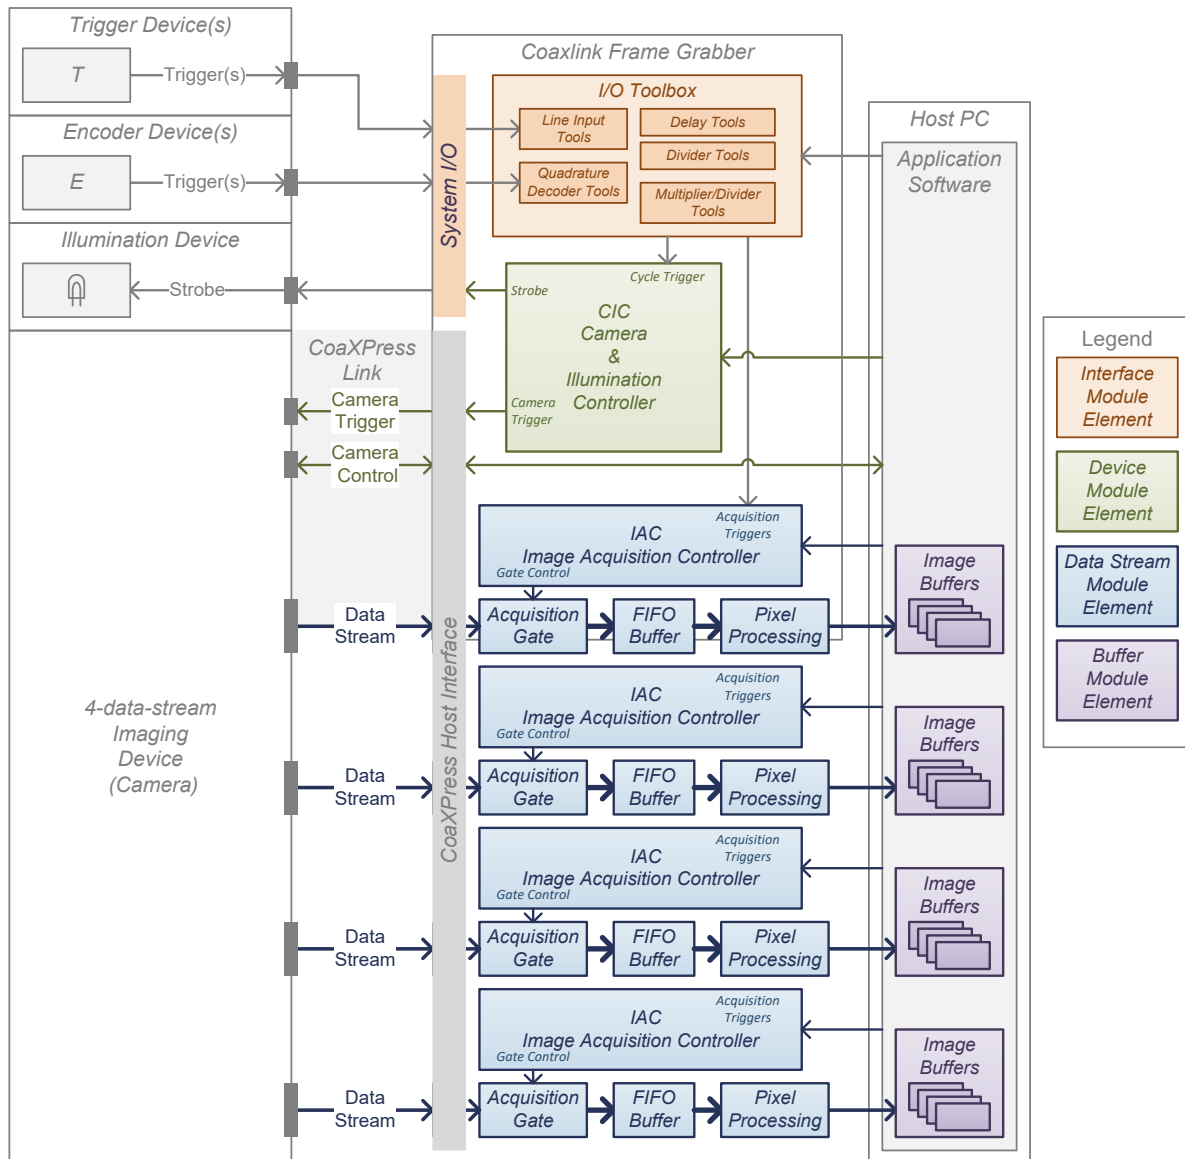 Trigger Device(s)
T
Trigger(s)
Encoder Device(s)
E
Trigger(s)
Illumination Device
Strobe
Coaxlink Frame Grabber
System I/O
I/O Toolbox
Line Input
Tools
Quadrature
Decoder Tools
Delay Tools
Divider Tools
Multiplier/Divider
Tools
Host PC
Application
Software
Cycle Trigger
Strobe
CIC
Camera
&
Illumination
Controller
Camera
Trigger
CoaXPress
Link
Camera
Trigger
Camera
Control
CoaXPress Host Interface
4-data-stream
Imaging
Device
(Camera)
Acquisition
Triggers
IAC
Image Acquisition Controller
Gate Control
Data
Stream
Acquisition
Gate
FIFO
Buffer
Pixel
Processing
Image
Buffers
Acquisition
Triggers
IAC
Image Acquisition Controller
Gate Control
Data
Stream
Acquisition
Gate
FIFO
Buffer
Pixel
Processing
Image
Buffers
Acquisition
Triggers
IAC
Image Acquisition Controller
Gate Control
Data
Stream
Acquisition
Gate
FIFO
Buffer
Pixel
Processing
Image
Buffers
Acquisition
Triggers
IAC
Image Acquisition Controller
Gate Control
Data
Stream
Acquisition
Gate
FIFO
Buffer
Pixel
Processing
Image
Buffers
Legend
Interface
Module
Element
Device
Module
Element
Data Stream
Module
Element
Buffer
Module
Element